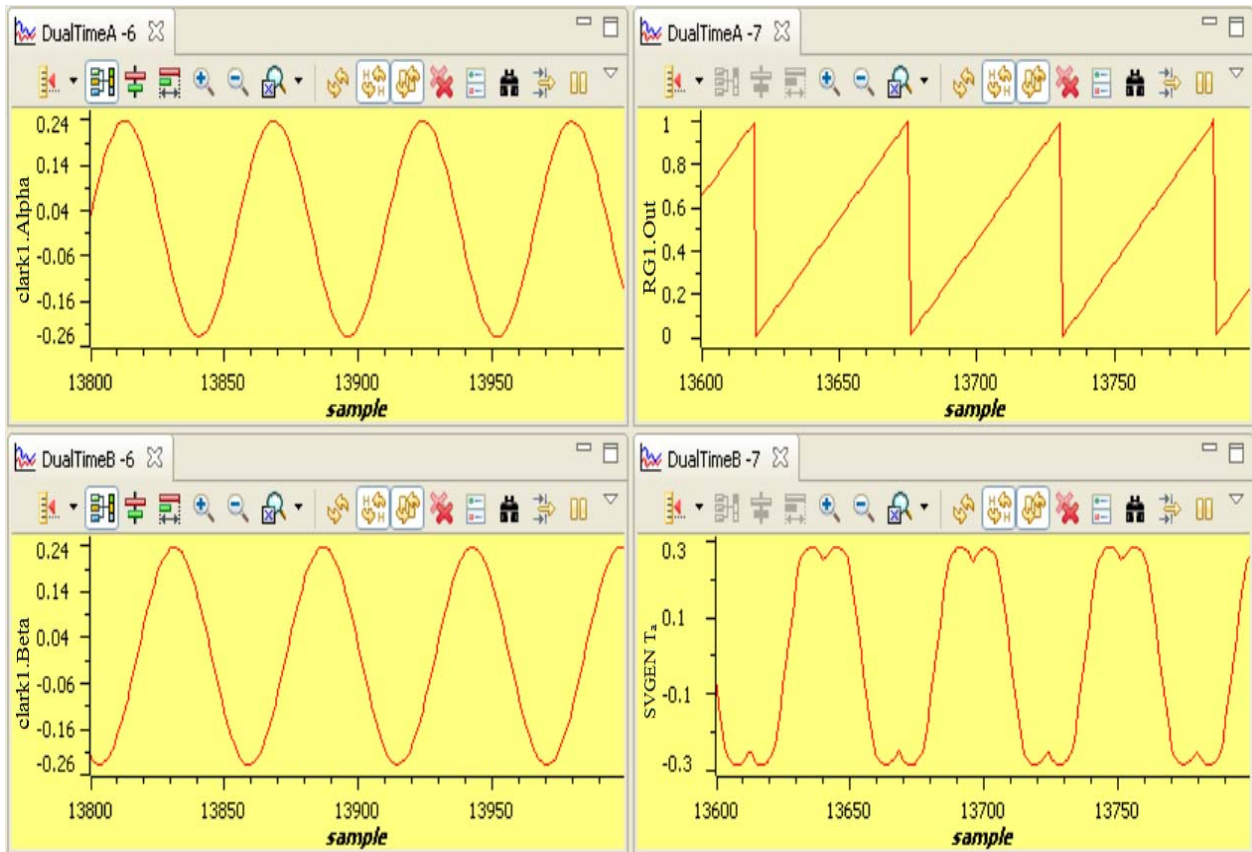 DualTimeA -6
clark1.Alpha
0.24
0.14
0.04
-0.06
-0.16
-0.26
13800 13850 13900 13950
sample
DualTimeA -7
RG1.Out
1
0.8
0.6
0.4
0.2
0
13600 13650 13700 13750
sample
DualTimeB -6
clark1.Beta
0.24
0.14
0.04
-0.06
-0.16
-0.26
13800 13850 13900 13950
sample
DualTimeB -7
SVGEN Tₐ
0.3
0.1
-0.1
-0.3
13600 13650 13700 13750
sample